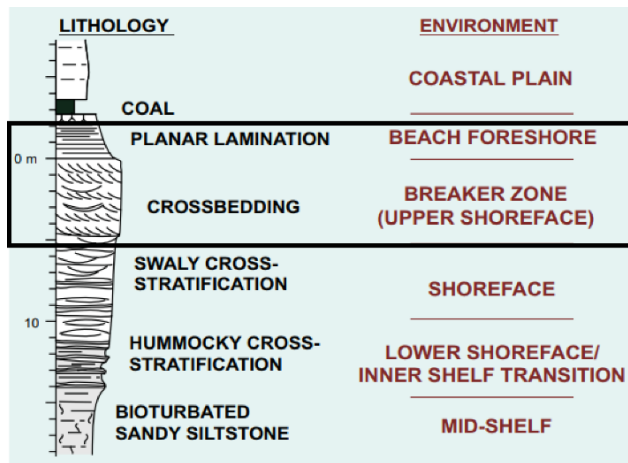 LITHOLOGY
ENVIRONMENT
COASTAL PLAIN
COAL
PLANAR LAMINATION
BEACH FORESHORE
0 m
CROSSBEDDING
BREAKER ZONE
(UPPER SHOREFACE)
SWALY CROSS-
STRATIFICATION
SHOREFACE
10
HUMMOCKY CROSS-
STRATIFICATION
LOWER SHOREFACE/
INNER SHELF TRANSITION
BIOTURBATED
SANDY SILTSTONE
MID-SHELF